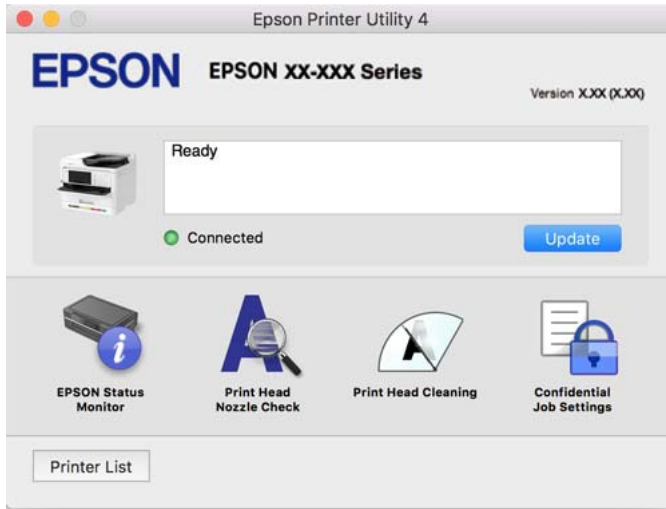 Epson Printer Utility 4
EPSON
EPSON XX-XXX Series
Version X.XX (X.XX)
Ready
Connected
Update
EPSON Status
Monitor
Print Head
Nozzle Check
Print Head Cleaning
Confidential
Job Settings
Printer List